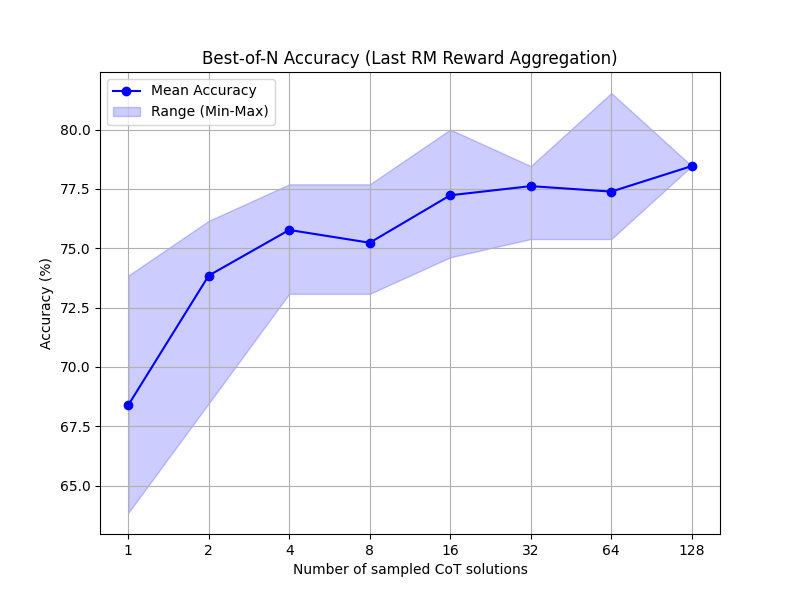 Best-of-N Accuracy (Last RM Reward Aggregation)
Mean Accuracy
Range (Min-Max)
Accuracy (%)
80.0
77.5
75.0
72.5
70.0
67.5
65.0
1 2 4 8 16 32 64 128
Number of sampled CoT solutions